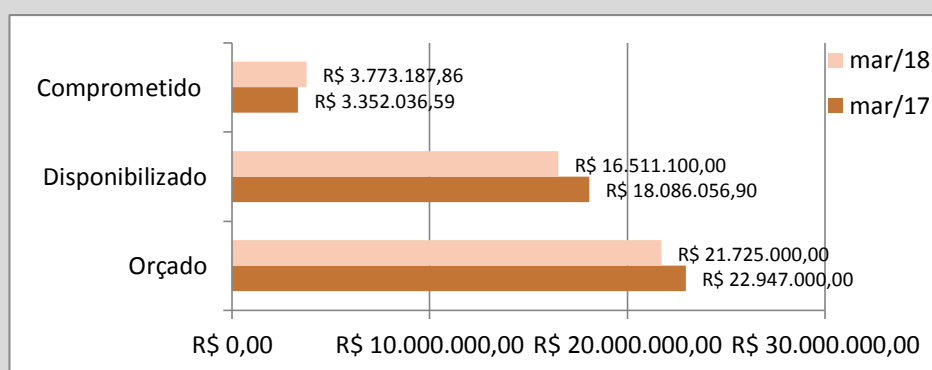 mar/18
mar/17
Comprometido
R$ 3.773.187,86
R$ 3.352.036,59
Disponibilizado
R$ 16.511.100,00
R$ 18.086.056,90
Orçado
R$ 21.725.000,00
R$ 22.947.000,00
R$ 0,00 R$ 10.000.000,00 R$ 20.000.000,00 R$ 30.000.000,00